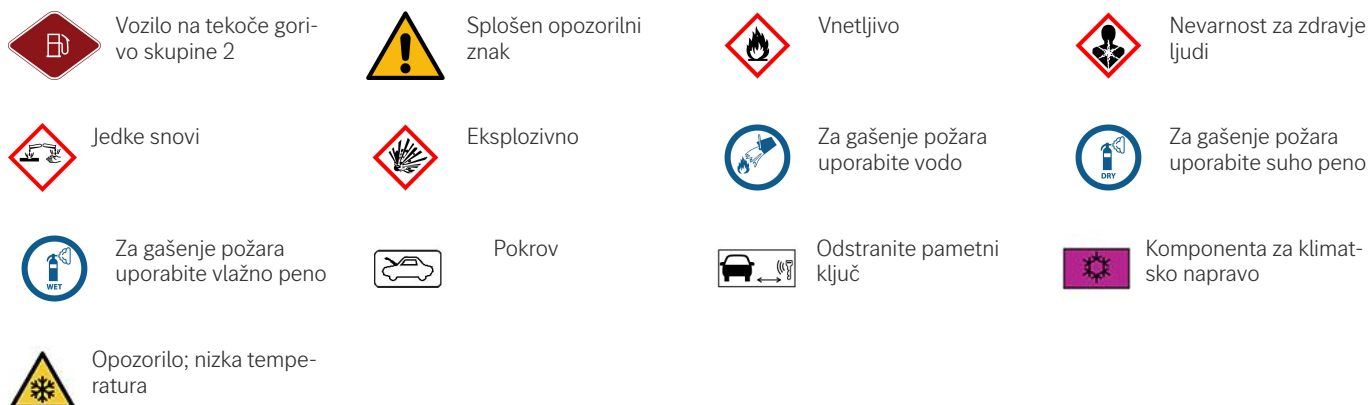 Vozilo na tekoče gori-
vo skupine 2
Splošen opozorilni
znak
Vnetljivo
Nevarnost za zdravje
ljudi
Jedke snovi
Eksplozivno
Za gašenje požara
uporabite vodo
DRY
Za gašenje požara
uporabite suho peno
WET
Za gašenje požara
uporabite vlažno peno
Pokrov
Odstranite pametni
ključ
Komponenta za klimat-
sko napravo
Opozorilo; nizka tempe-
ratura